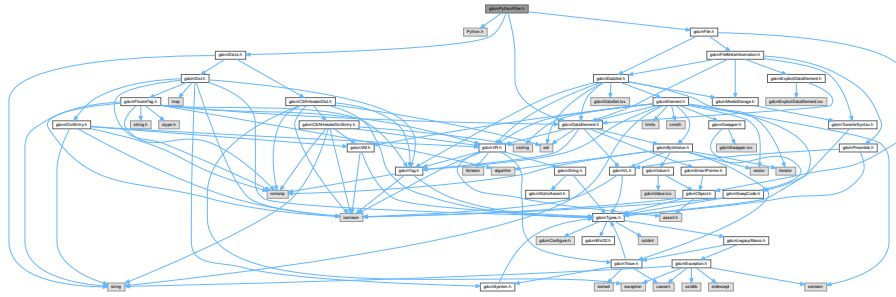 gdcmPythonFilter.h
Python.h
gdcmFile.h
gdcmDicts.h
gdcmFileMetaInformation.h
gdcmDict.h
gdcmDataSet.h
gdcmExplicitDataElement.h
gdcmPrivateTag.h
map
gdcmCSAHeaderDict.h
gdcmDataSet.txx
gdcmElement.h
gdcmMediaStorage.h
gdcmExplicitDataElement.txx
gdcmDictEntry.h
string.h
ctype.h
gdcmCSAHeaderDictEntry.h
gdcmDataElement.h
limits
cmath
gdcmSwapper.h
gdcmTransferSyntax.h
gdcmVM.h
gdcmVR.h
sstring
set
gdcmByteValue.h
gdcmSwapper.txx
gdcmPreamble.h
gdcmTag.h
fstream
algorithm
gdcmString.h
gdcmVL.h
gdcmValue.h
gdcmSmartPointer.h
vector
iterator
iomanip
gdcmStaticAssert.h
gdcmValue.txx
gdcmObject.h
gdcmSwapCode.h
iostream
gdcmTypes.h
assert.h
gdcmConfigure.h
gdcmWin32.h
stdint
gdcmLegacyMacro.h
gdcmTrace.h
gdcmException.h
string
gdcmSystem.h
exception
cassert
cstdlib
stdexcept